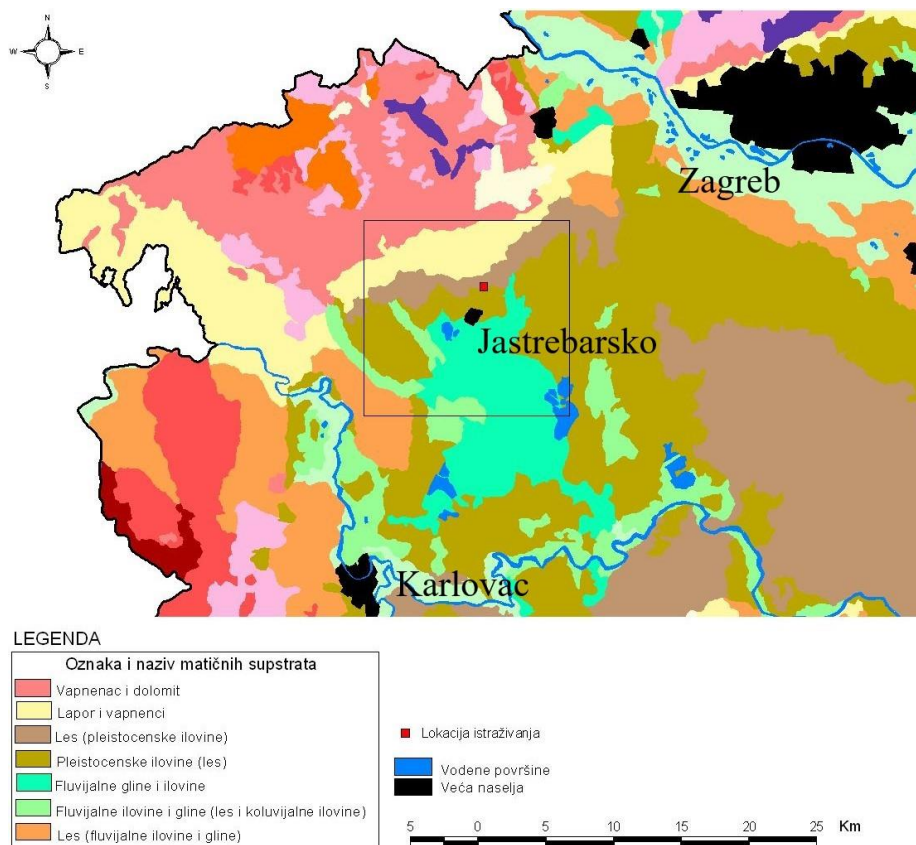 N
W E
S
Zagreb
Jastrebarsko
Karlovac
LEGENDA
Oznaka i naziv matičnih supstrata
Vapnenac i dolomit
Lapor i vapnenci
Les (pleistocenske ilovine)
Pleistocenske ilovine (les)
Fluvijalne gline i ilovine
Fluvijalne ilovine i gline (les i koluvijalne ilovine)
Les (fluvijalne ilovine i gline)
Lokacija istraživanja
Vodene površine
Veća naselja
5 0 5 10 15 20 25 Km